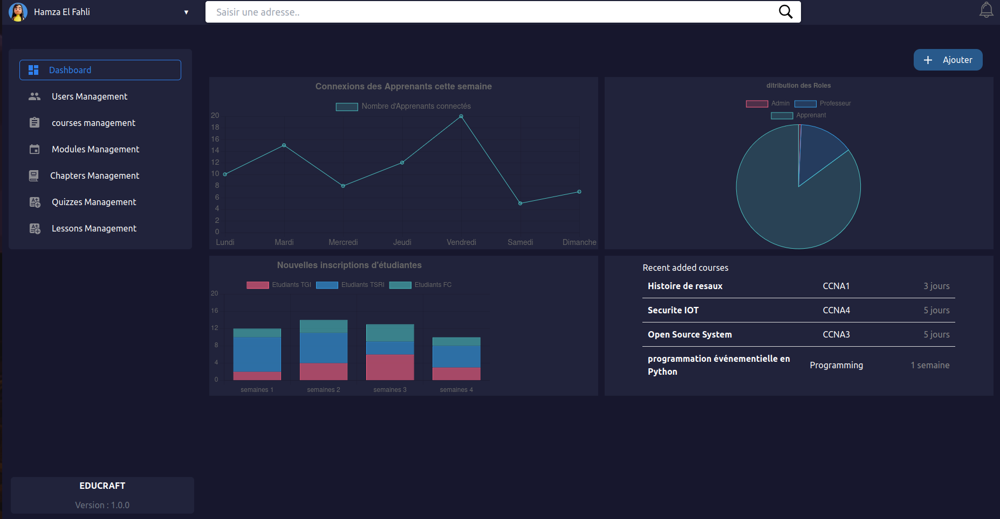 Hamza El Fahli
Saisir une adresse..
Dashboard
Users Management
courses management
Modules Management
Chapters Management
Quizzes Management
Lessons Management
EDUCRAFT
Version : 1.0.0
Ajouter
Connexions des Apprenants cette semaine
Nombre d'Apprenants connectés
20
18
16
14
12
10
8
6
4
2
0
Lundi Mardi Mercredi Jeudi Vendredi Samedi Dimanche
ditribution des Roles
Admin Professeur
Apprenant
Nouvelles inscriptions d'étudiantes
Etudiants TGI Etudiants TSRI Etudiants FC
20
16
12
8
4
0
semaines 1 semaines 2 semaines 3 semaines 4
Recent added courses
Histoire de resaux CCNA1 3 jours
Securite IOT CCNA4 5 jours
Open Source System CCNA3 5 jours
programmation événementielle en
Python Programming 1 semaine